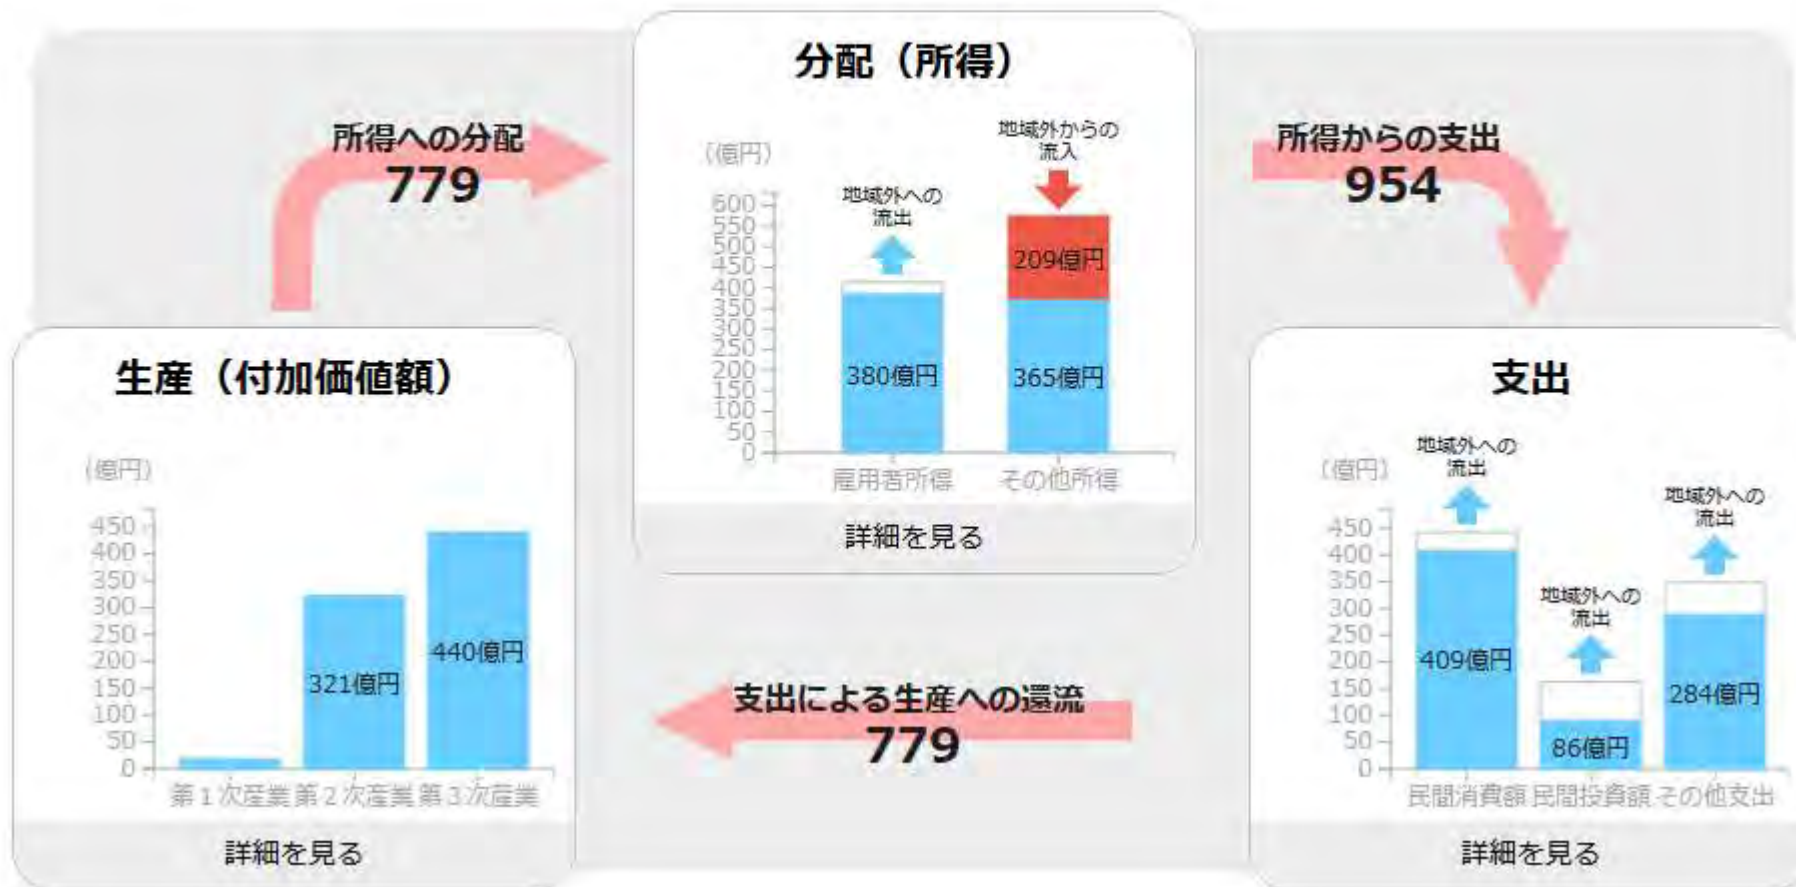 分配（所得）
所得への分配
779
所得からの支出
954
（億円）
地域外への
流出
地域外からの
流入
600
550
500
450
400
350
300
250
200
150
100
50
0
209億円
380億円
365億円
雇用者所得
その他所得
詳細を見る
生産（付加価値額）
（億円）
450
400
350
300
250
200
150
100
50
0
321億円
440億円
第１次産業
第２次産業
第３次産業
詳細を見る
支出による生産への還流
779
支出
（億円）
地域外への
流出
地域外への
流出
地域外への
流出
450
400
350
300
250
200
150
100
50
0
409億円
86億円
284億円
民間消費額
民間投資額
その他支出
詳細を見る